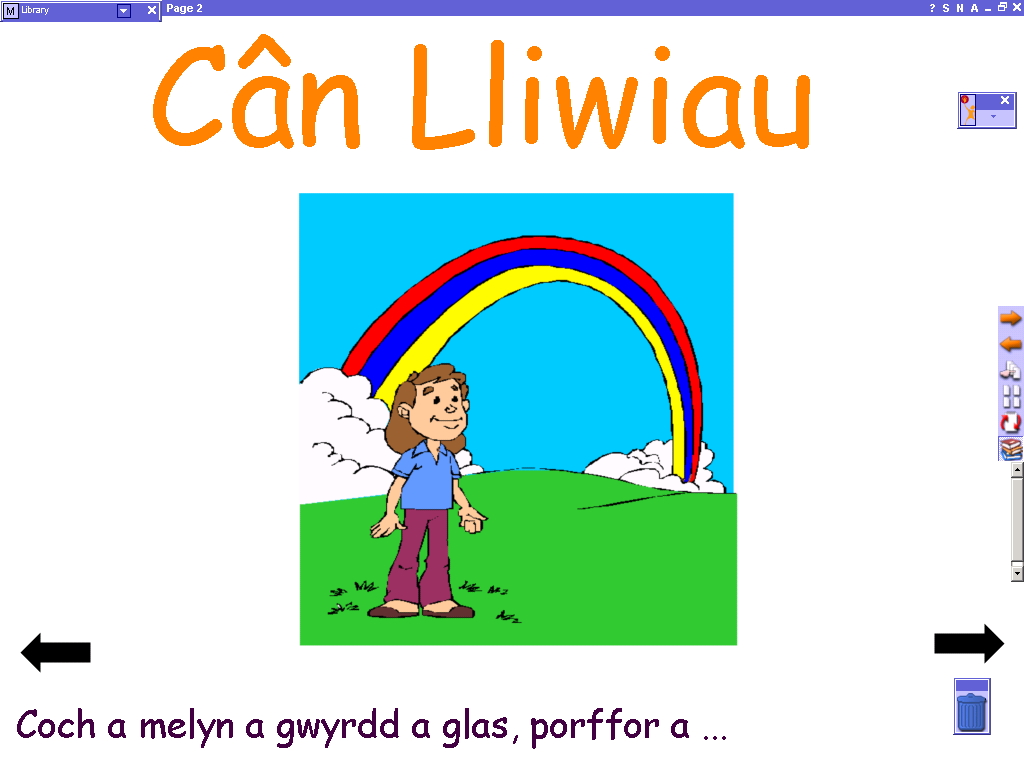 M Library
Page 2
? S N A
Cân Lliwiau
Coch a melyn a gwyrdd a glas, porffor a ...